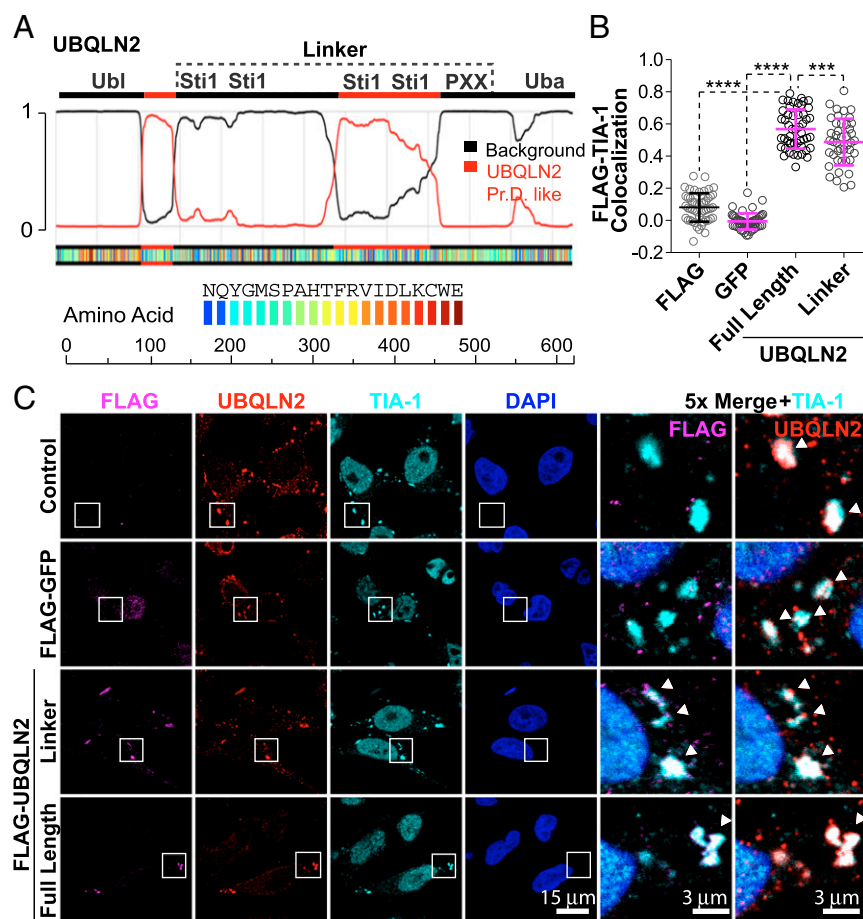 A
UBQLN2
Linker
Ubl Sti1 Sti1 Sti1 Sti1 PXX Uba
1
Background
UBQLN2
Pr.D. like
0
NQYGMSPAHTFRVIDLKCWE
Amino Acid
0 100 200 300 400 500 600
B
FLAG-TIA-1
Colocalization
1.0
0.8
0.6
0.4
0.2
0.0
-0.2
**** **** ***
FLAG
GFP
Full Length
Linker
UBQLN2
C
FLAG UBQLN2 TIA-1 DAPI 5x Merge+TIA-1
FLAG UBQLN2
Control
FLAG-GFP
FLAG-UBQLN2
Linker
Full Length
15 μm 3 μm 3 μm